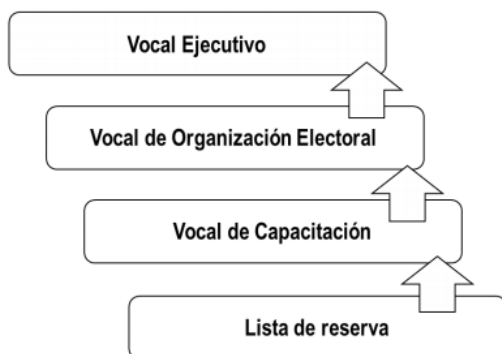 Vocal Ejecutivo
Vocal de Organización Electoral
Vocal de Capacitación
Lista de reserva